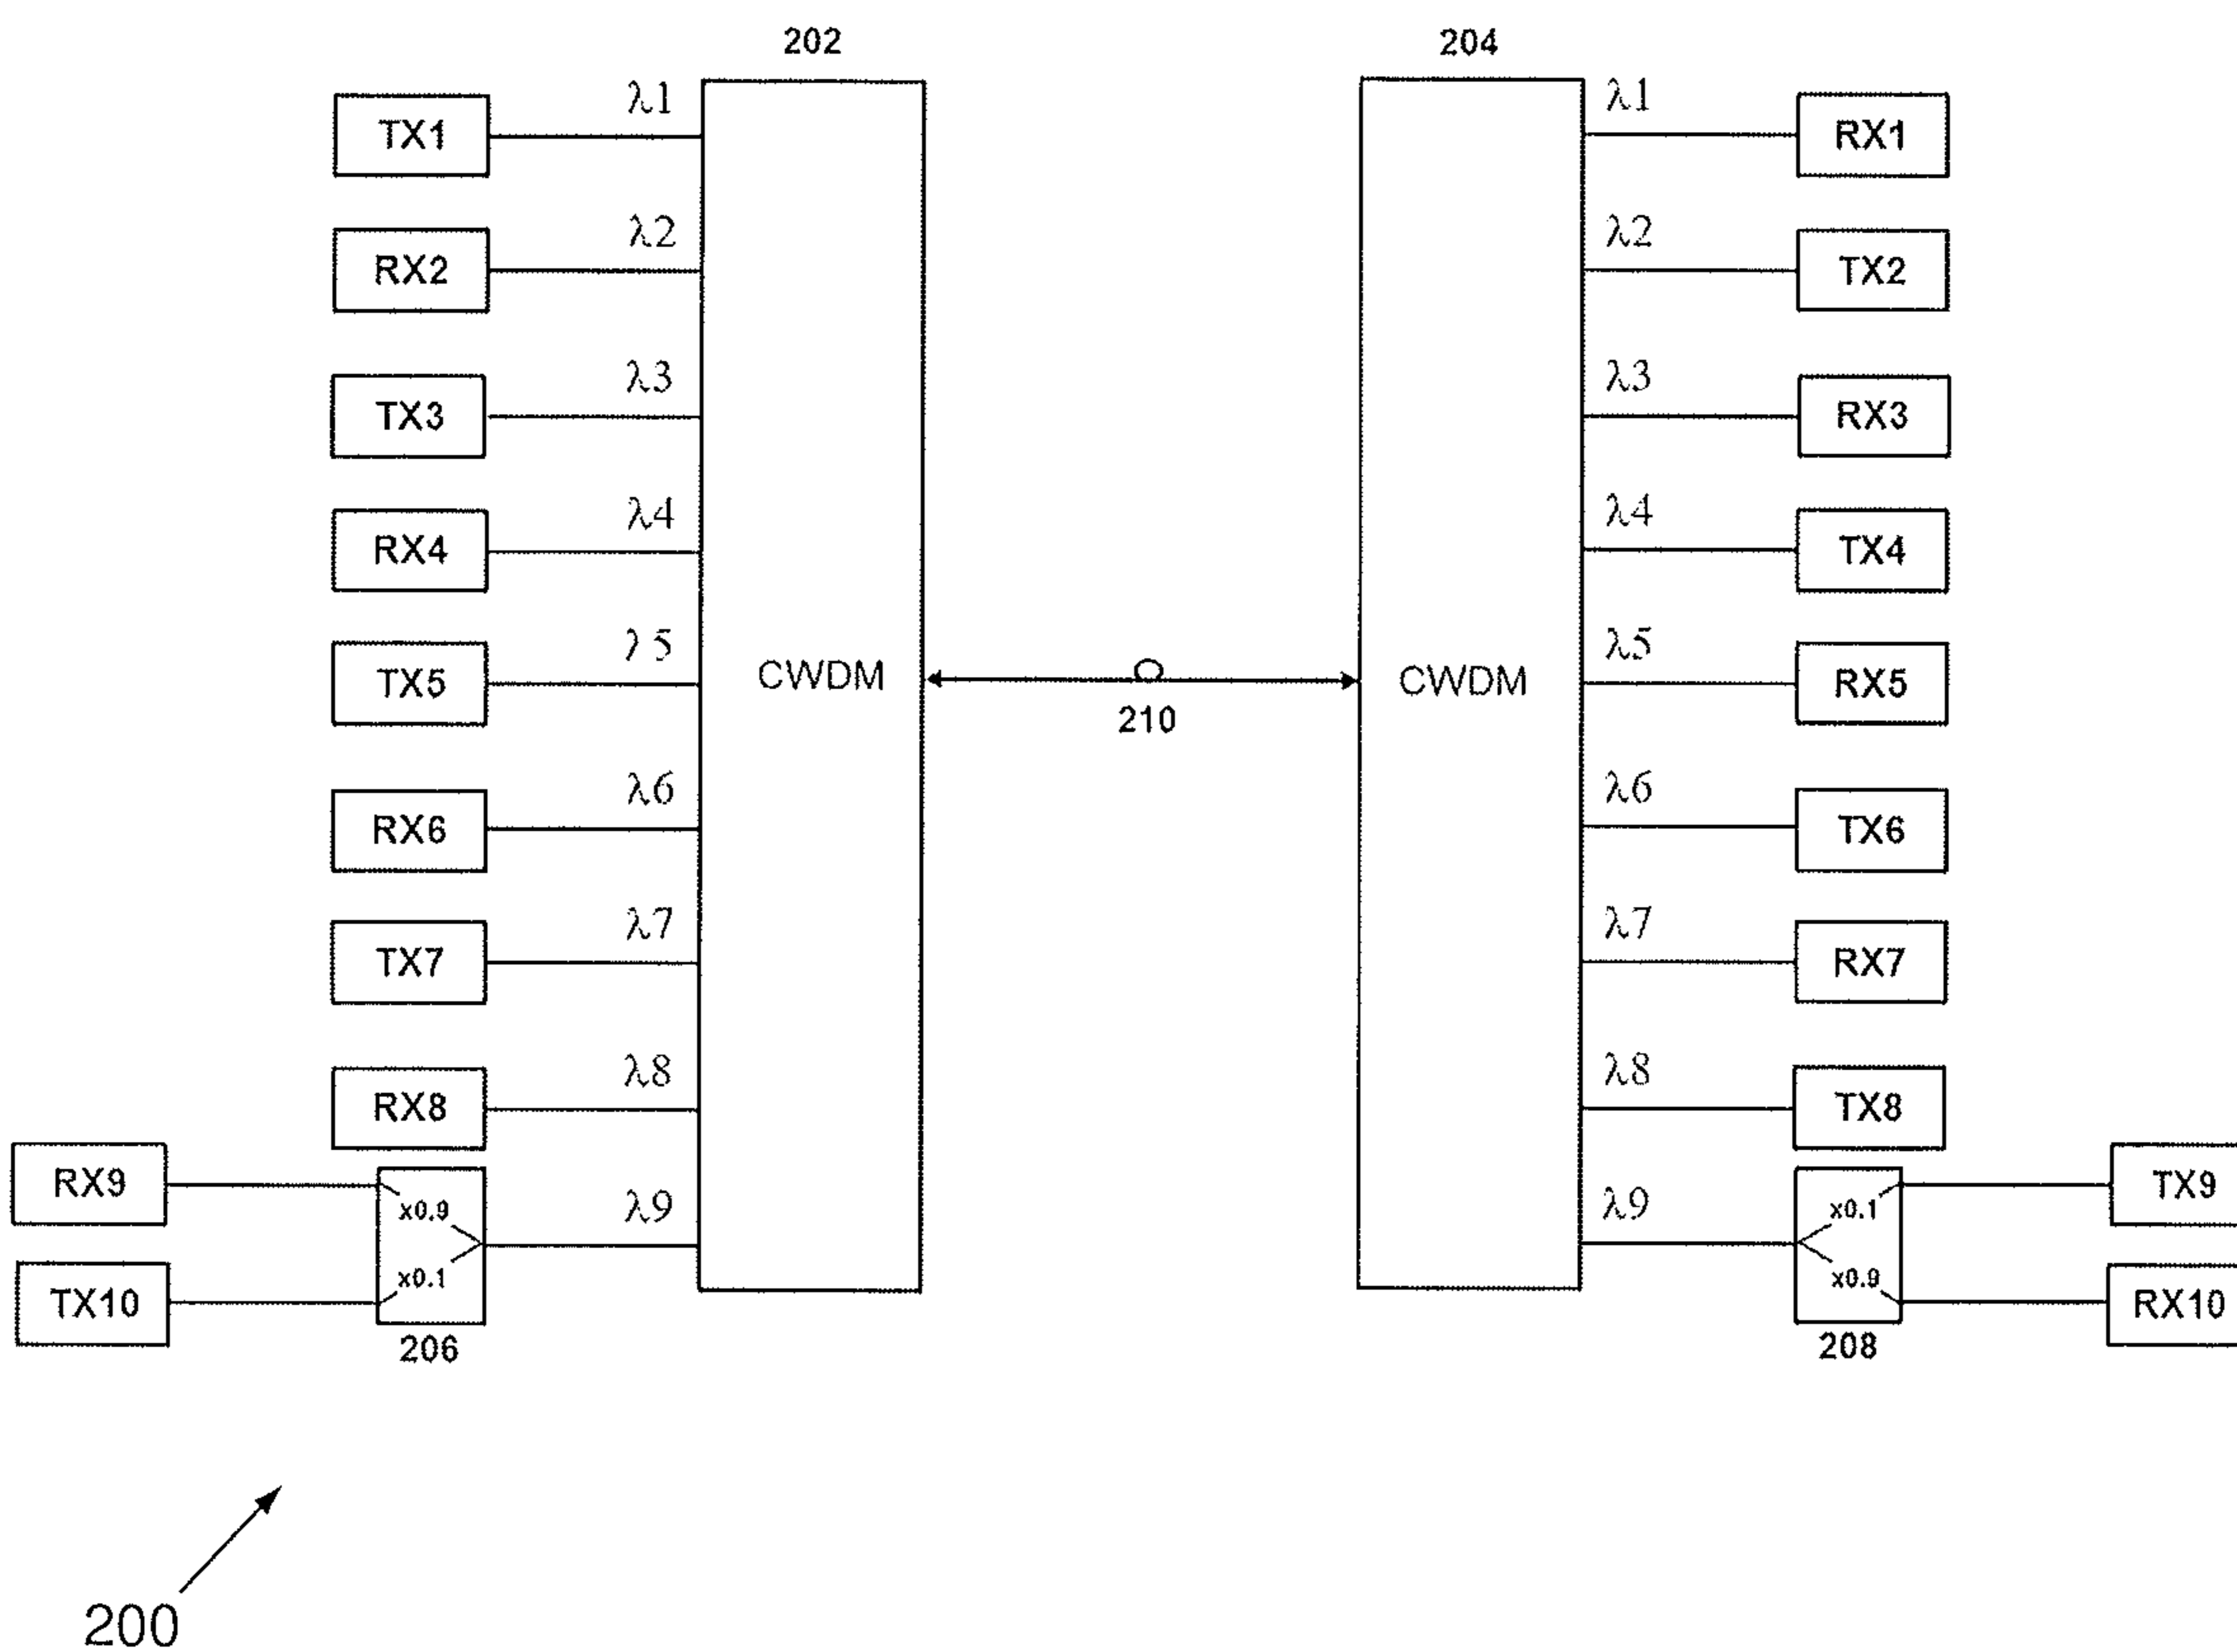 202
204
λ1
λ1
TX1
RX1
λ2
λ2
RX2
TX2
λ3
λ3
TX3
RX3
λ4
λ4
RX4
TX4
λ5
λ5
TX5
CWDM
CWDM
RX5
210
λ6
λ6
RX6
TX6
λ7
λ7
TX7
RX7
λ8
λ8
RX8
TX8
RX9
x0.9
λ9
λ9
x0.1
TX9
TX10
x0.1
x0.9
RX10
206
208
200